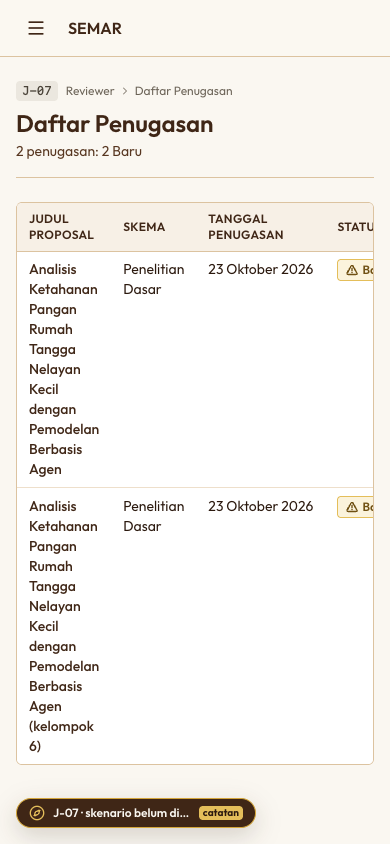 SEMAR
J-07 Reviewer > Daftar Penugasan
Daftar Penugasan
2 penugasan: 2 Baru
JUDUL PROPOSAL SKEMA TANGGAL PENUGASAN
Analisis
Ketahanan
Pangan
Rumah
Tangga
Nelayan
Kecil
dengan
Pemodelan
Berbasis
Agen
Penelitian
Dasar
23 Oktober 2026
Analisis
Ketahanan
Pangan
Rumah
Tangga
Nelayan
Kecil
dengan
Pemodelan
Berbasis
Agen
(kelompok
6)
Penelitian
Dasar
23 Oktober 2026
J-07 · skenario belum di... catatan